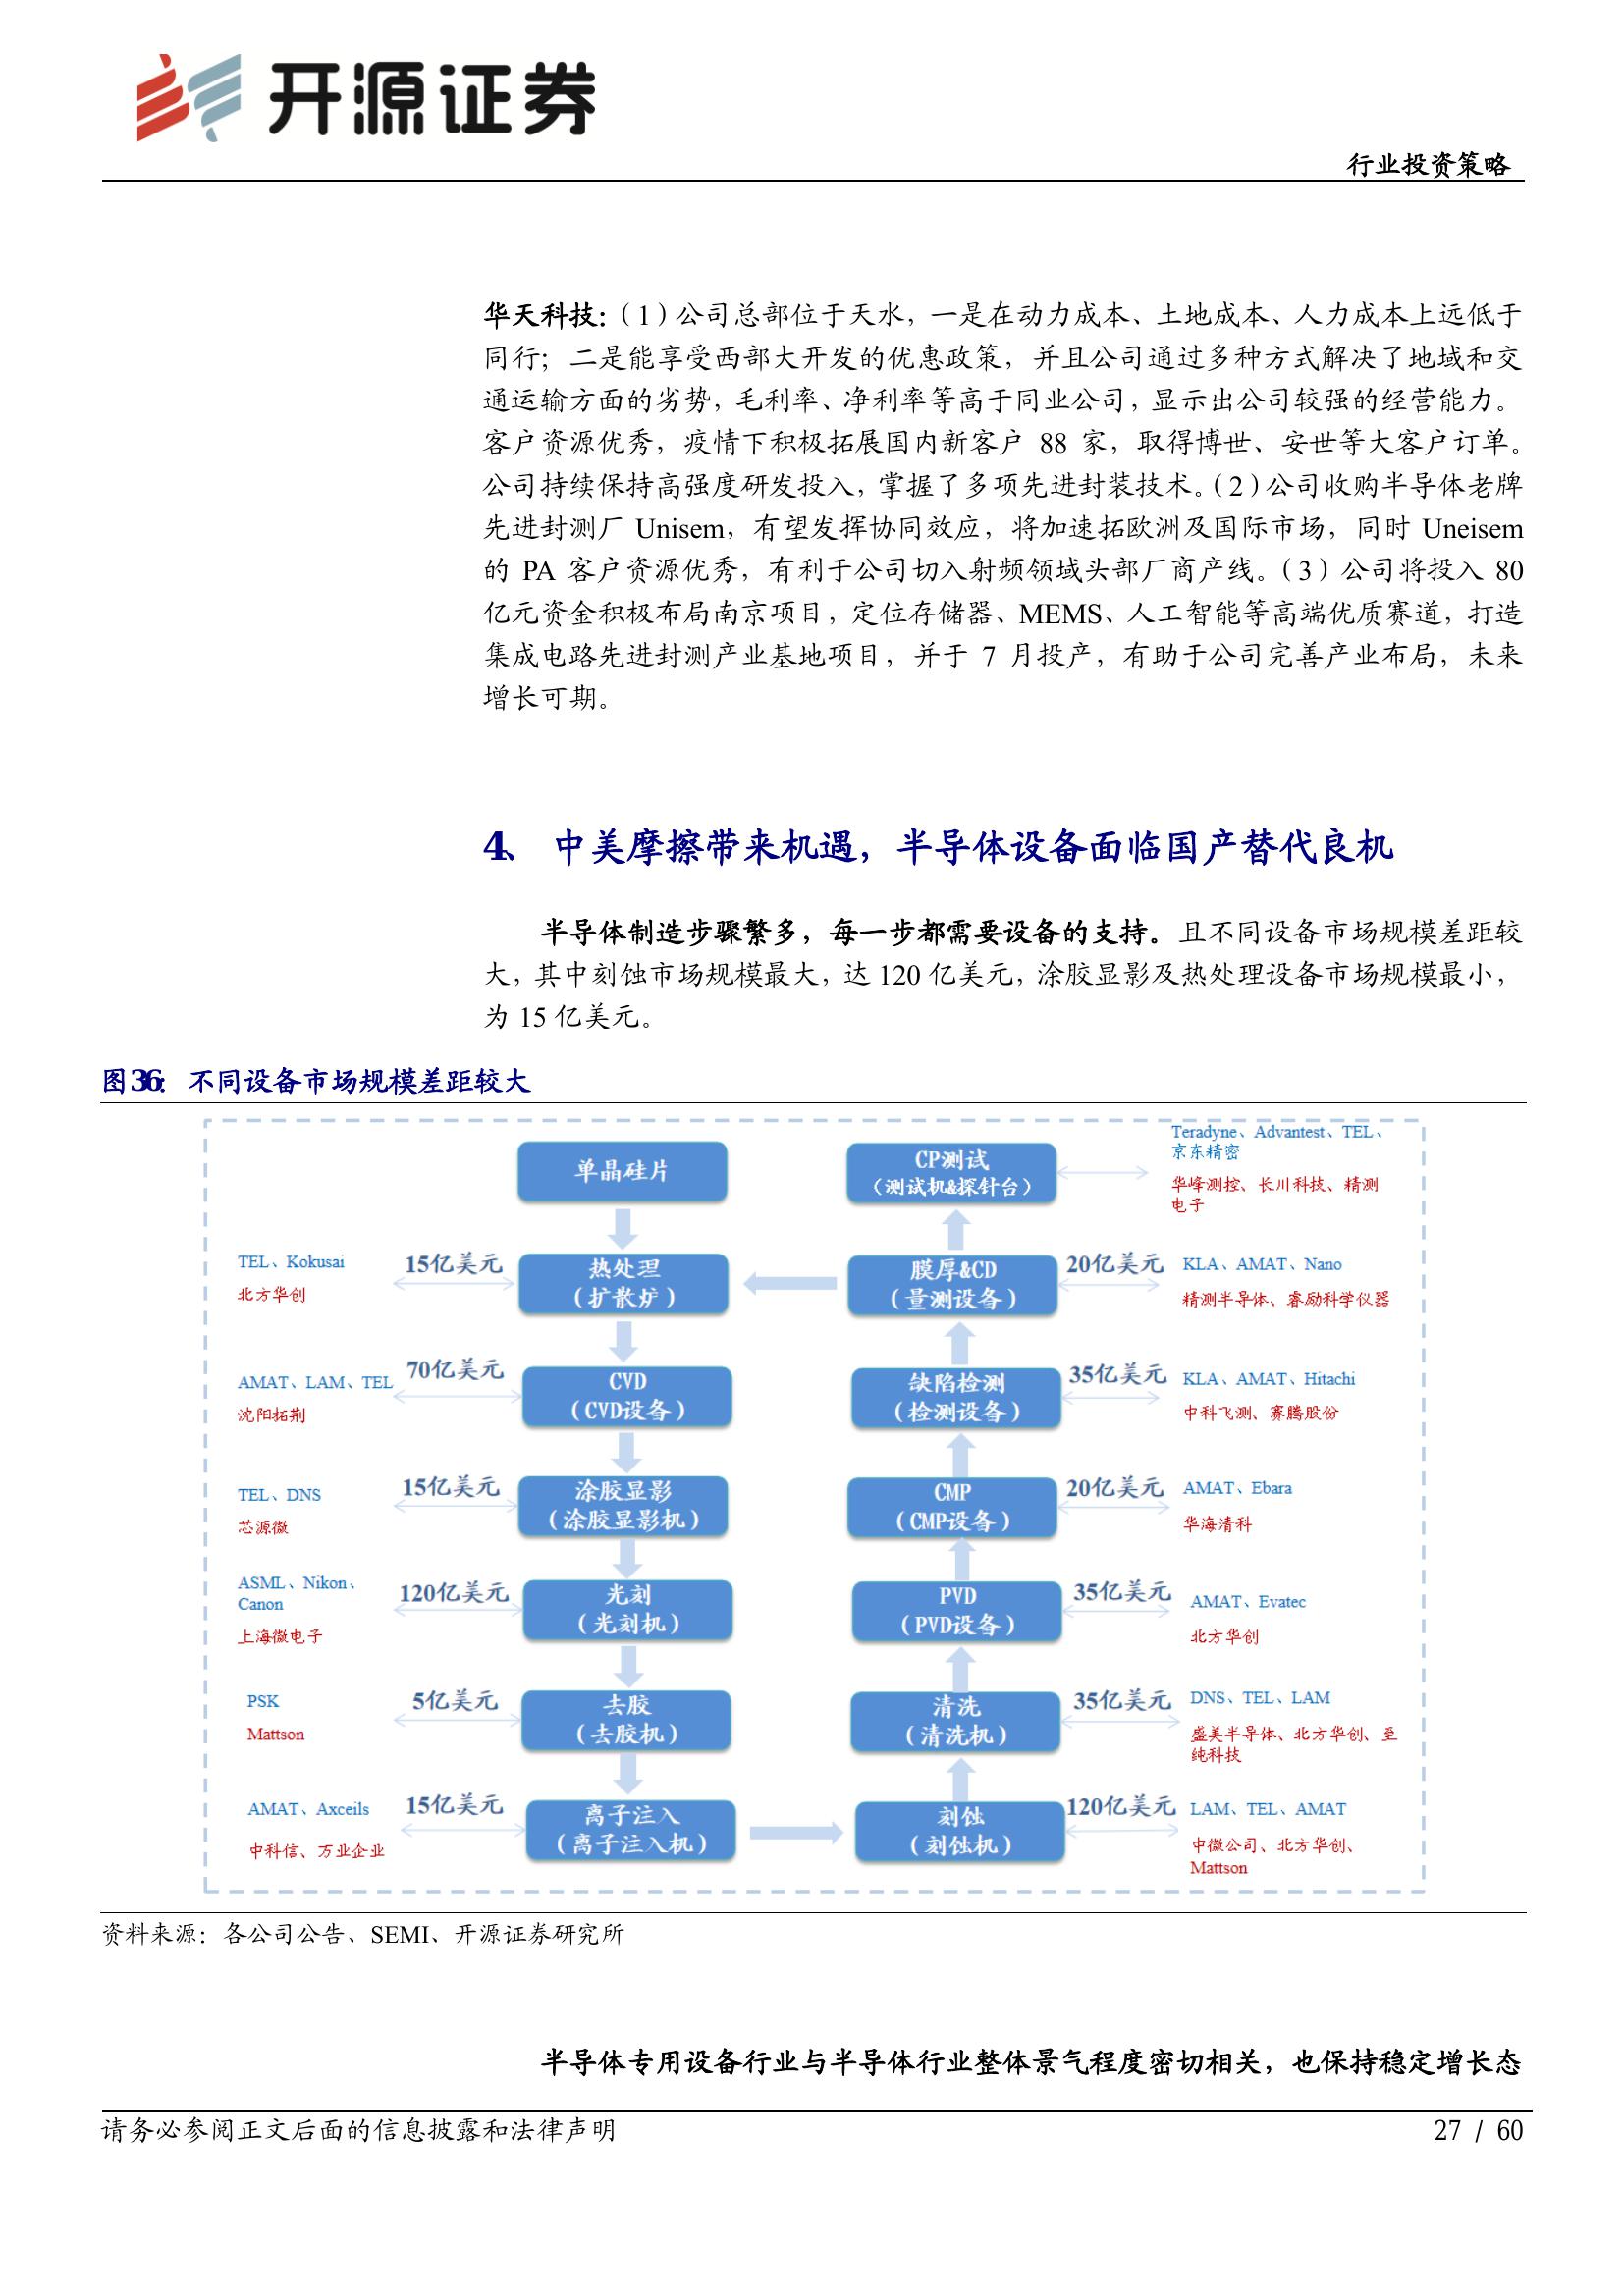 开源证券
行业投资策略
华天科技：（1）公司总部位于天水，一是在动力成本、土地成本、人力成本上远低于
同行；二是能享受西部大开发的优惠政策，并且公司通过多种方式解决了地域和交
通运输方面的劣势，毛利率、净利率等高于同业公司，显示出公司较强的经营能力。
客户资源优秀，疫情下积极拓展国内新客户 88 家，取得博世、安世等大客户订单。
公司持续保持高强度研发投入，掌握了多项先进封装技术。（2）公司收购半导体老牌
先进封测厂 Unisem，有望发挥协同效应，将加速拓欧洲及国际市场，同时 Uneisem
的 PA 客户资源优秀，有利于公司切入射频领域头部厂商产线。（3）公司将投入 80
亿元资金积极布局南京项目，定位存储器、MEMS、人工智能等高端优质赛道，打造
集成电路先进封测产业基地项目，并于 7 月投产，有助于公司完善产业布局，未来
增长可期。
4、 中美摩擦带来机遇，半导体设备面临国产替代良机
半导体制造步骤繁多，每一步都需要设备的支持。且不同设备市场规模差距较
大，其中刻蚀市场规模最大，达 120 亿美元，涂胶显影及热处理设备市场规模最小，
为 15 亿美元。
图36： 不同设备市场规模差距较大
单晶硅片
热处理
（扩散炉）
15亿美元
TEL、Kokusai
北方华创
CVD
（CVD设备）
70亿美元
AMAT、LAM、TEL
沈阳拓荆
涂胶显影
（涂胶显影机）
15亿美元
TEL、DNS
芯源微
光刻
（光刻机）
120亿美元
ASML、Nikon、
Canon
上海微电子
去胶
（去胶机）
5亿美元
PSK
Mattson
离子注入
（离子注入机）
15亿美元
AMAT、Axceils
中科信、万业企业
CP测试
（测试机&探针台）
Teradyne、Advantest、TEL、
京东精密
华峰测控、长川科技、精测
电子
膜厚&CD
（量测设备）
20亿美元
KLA、AMAT、Nano
精测半导体、睿励科学仪器
缺陷检测
（检测设备）
35亿美元
KLA、AMAT、Hitachi
中科飞测、赛腾股份
CMP
（CMP设备）
20亿美元
AMAT、Ebara
华海清科
PVD
（PVD设备）
35亿美元
AMAT、Evatec
北方华创
清洗
（清洗机）
35亿美元
DNS、TEL、LAM
盛美半导体、北方华创、至
纯科技
刻蚀
（刻蚀机）
120亿美元
LAM、TEL、AMAT
中微公司、北方华创、
Mattson
资料来源：各公司公告、SEMI、开源证券研究所
半导体专用设备行业与半导体行业整体景气程度密切相关，也保持稳定增长态
请务必参阅正文后面的信息披露和法律声明
27 / 60